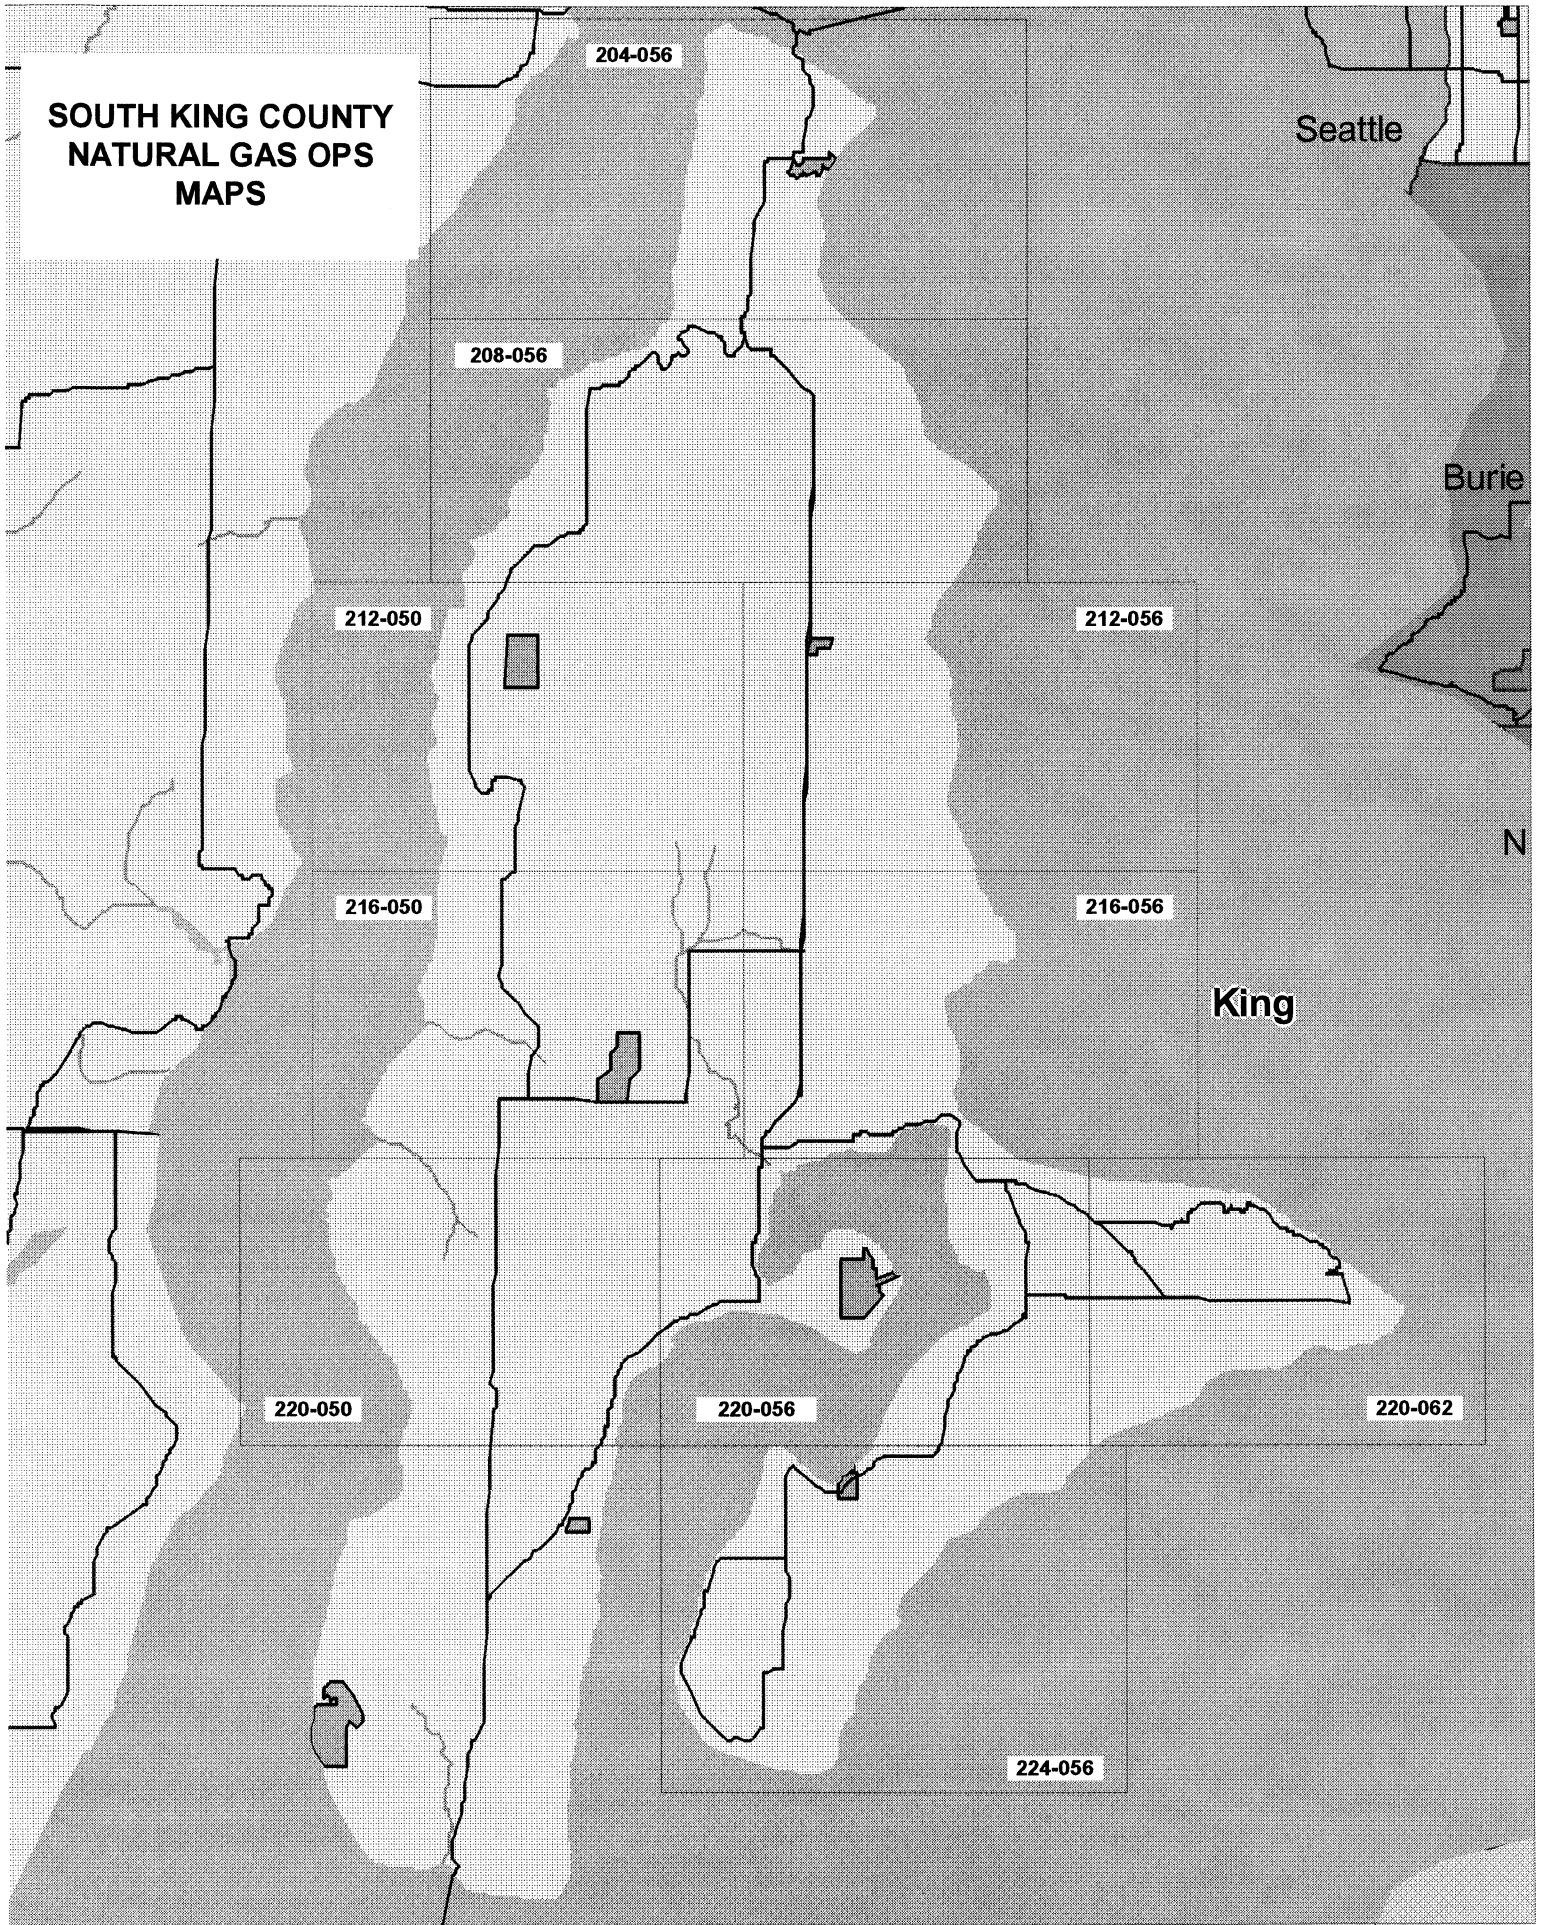 204-056
SOUTH KING COUNTY
NATURAL GAS OPS
MAPS
Seattle
208-056
Burie
212-050
212-056
N
216-050
216-056
King
220-050
220-056
220-062
224-056